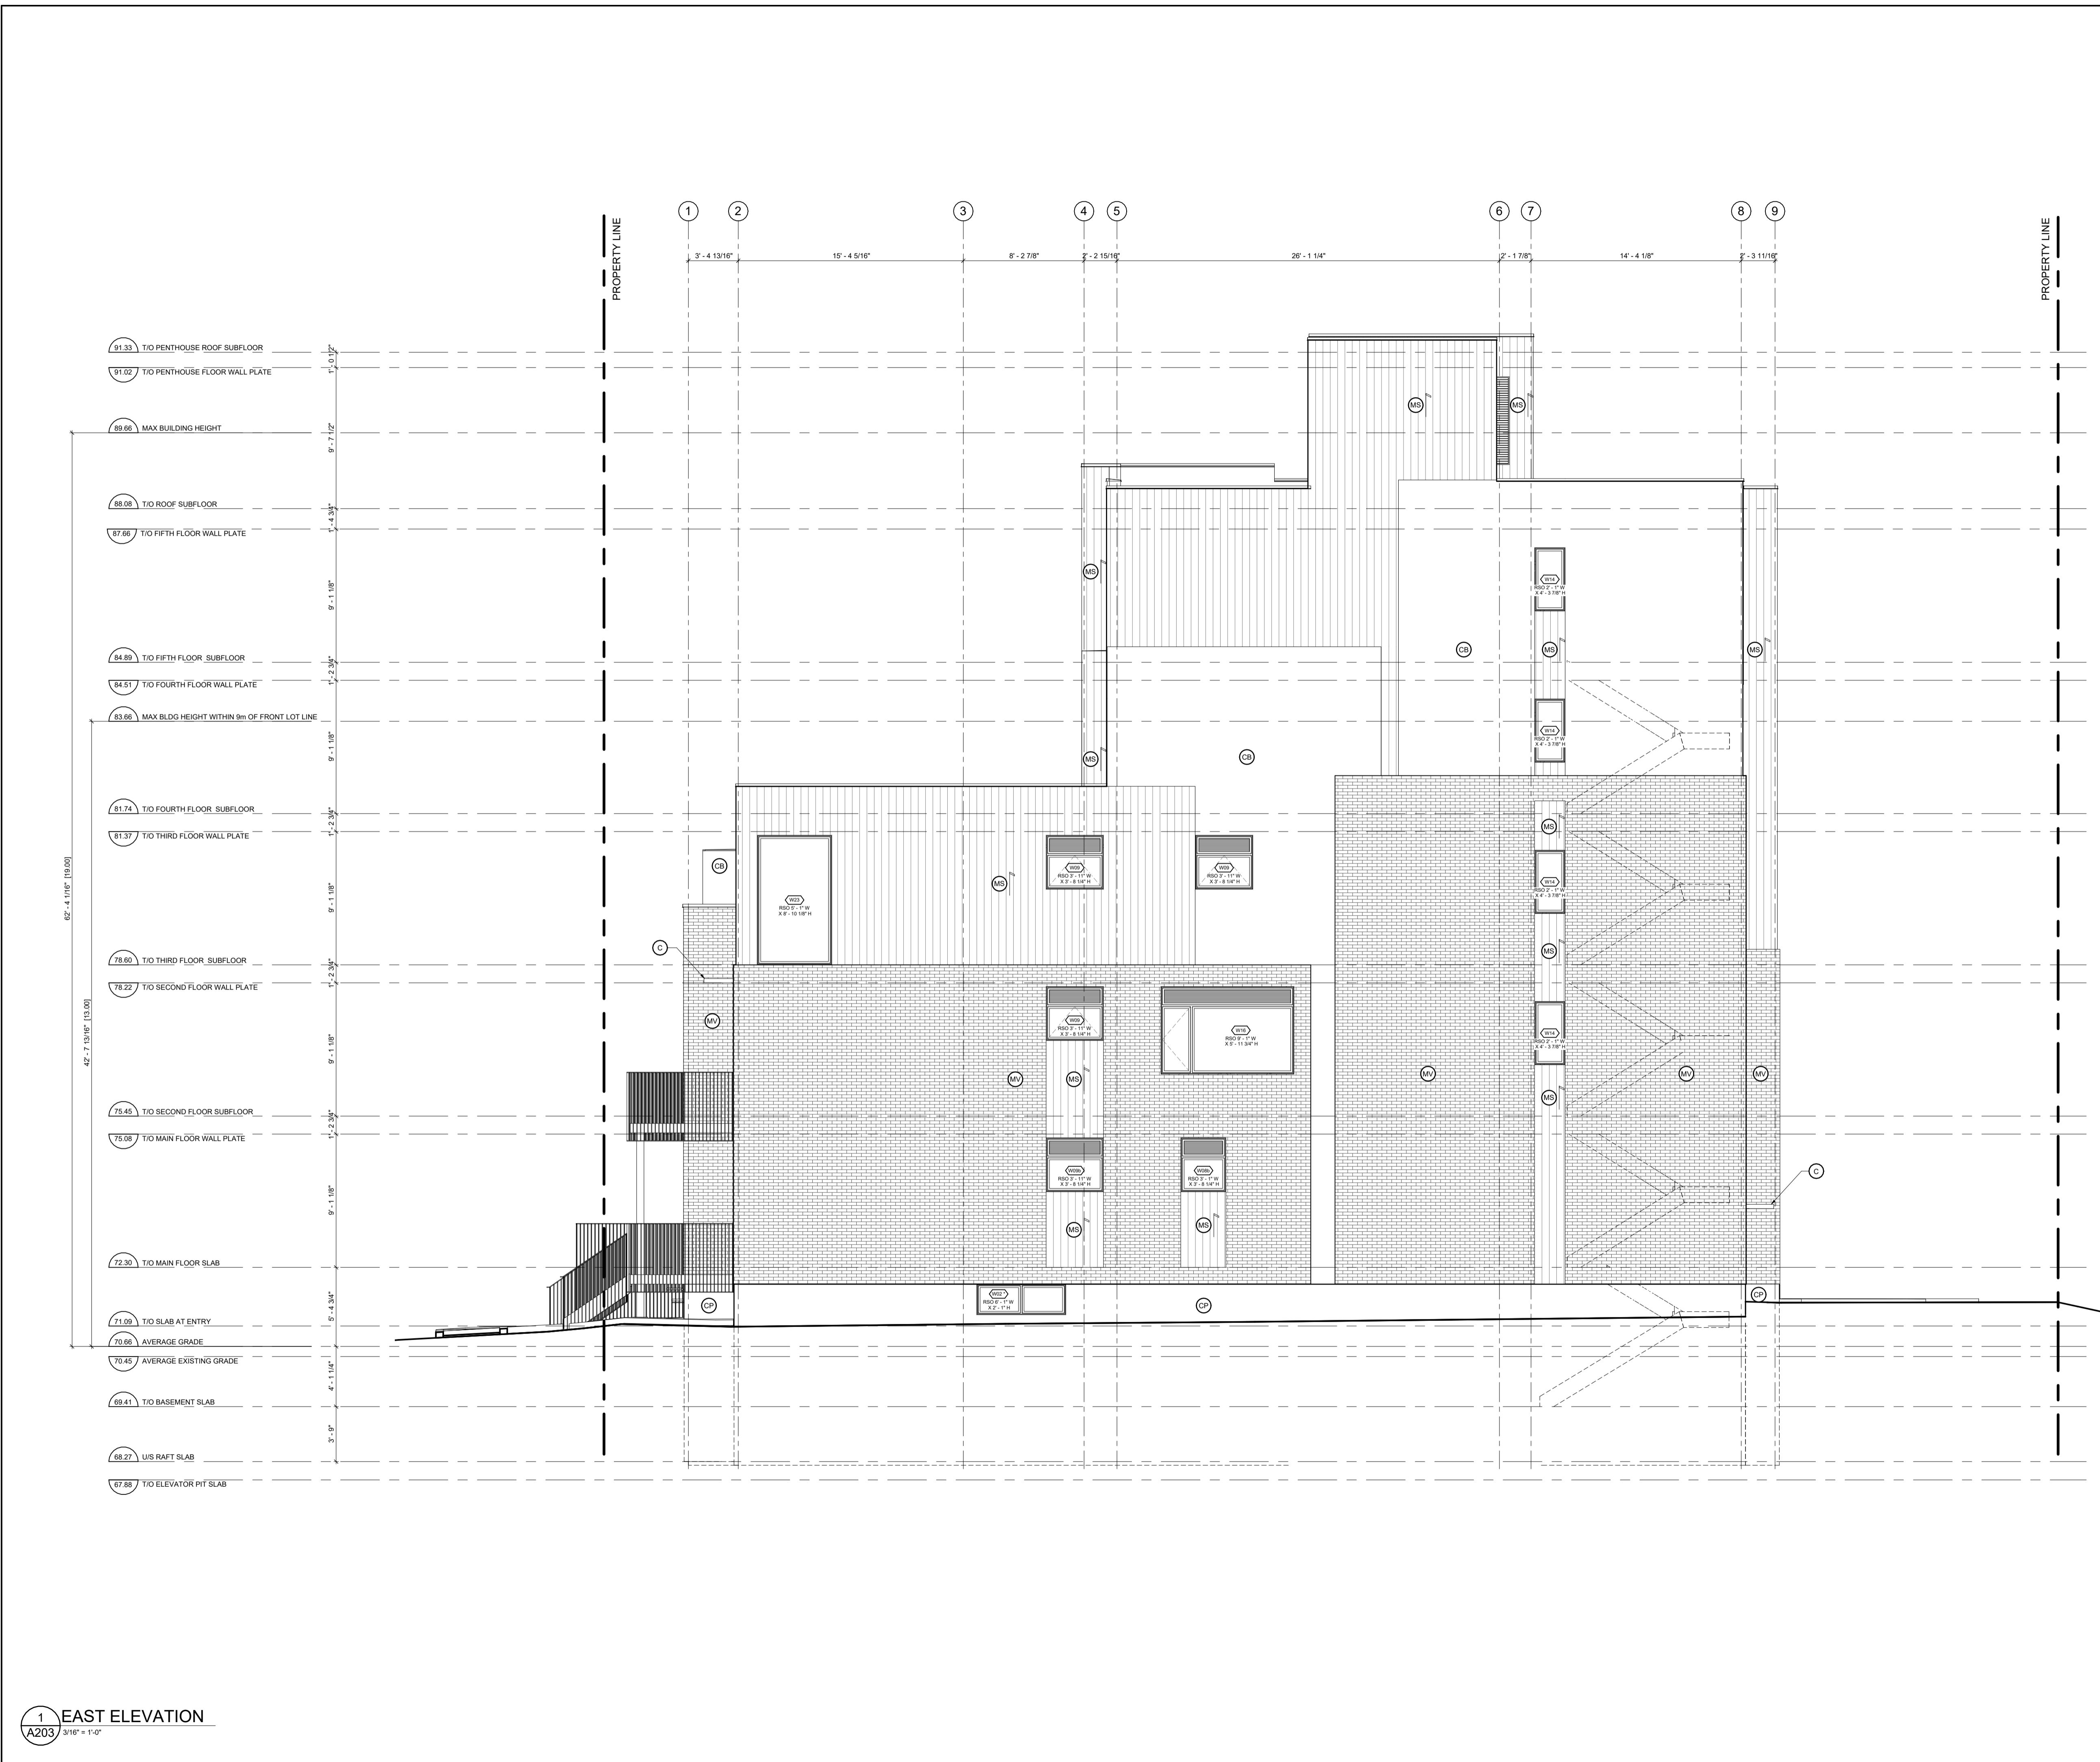 1 2 3 4 5 6 7 8 9
PROPERTY LINE
PROPERTY LINE
3' - 4 13/16" 15' - 4 5/16" 8' - 2 7/8" 2' - 2 15/16" 26' - 1 1/4" 2' - 1 7/8" 14' - 4 1/8" 2' - 3 11/16"
91.33 T/O PENTHOUSE ROOF SUBFLOOR
1' - 0 1/2"
91.02 T/O PENTHOUSE FLOOR WALL PLATE
9' - 7 1/2"
89.66 MAX BUILDING HEIGHT
88.08 T/O ROOF SUBFLOOR
1' - 4 3/4"
87.66 T/O FIFTH FLOOR WALL PLATE
9' - 1 1/8"
84.89 T/O FIFTH FLOOR SUBFLOOR
1' - 2 3/4"
84.51 T/O FOURTH FLOOR WALL PLATE
83.66 MAX BLDG HEIGHT WITHIN 9m OF FRONT LOT LINE
9' - 1 1/8"
81.74 T/O FOURTH FLOOR SUBFLOOR
1' - 2 3/4"
81.37 T/O THIRD FLOOR WALL PLATE
9' - 1 1/8"
78.60 T/O THIRD FLOOR SUBFLOOR
1' - 2 3/4"
78.22 T/O SECOND FLOOR WALL PLATE
9' - 1 1/8"
75.45 T/O SECOND FLOOR SUBFLOOR
1' - 2 3/4"
75.08 T/O MAIN FLOOR WALL PLATE
9' - 1 1/8"
72.30 T/O MAIN FLOOR SLAB
5' - 4 3/4"
71.09 T/O SLAB AT ENTRY
70.66 AVERAGE GRADE
70.45 AVERAGE EXISTING GRADE
4' - 1 1/4"
69.41 T/O BASEMENT SLAB
3' - 9"
68.27 U/S RAFT SLAB
67.88 T/O ELEVATOR PIT SLAB
62' - 4 1/16" [19.00]
42' - 7 13/16" [13.00]
MS MS
MS
W14
RSO 2' - 1" W
X 4' - 3 7/8" H
CB MS MS
W14
RSO 2' - 1" W
X 4' - 3 7/8" H
MS CB
MS
CB
W09
RSO 3' - 11" W
X 3' - 8 1/4" H
W09
RSO 3' - 11" W
X 3' - 8 1/4" H
MS
W14
RSO 2' - 1" W
X 4' - 3 7/8" H
W23
RSO 5' - 1" W
X 8' - 10 1/8" H
C
MS
MV
W09
RSO 3' - 11" W
X 3' - 8 1/4" H
W16
RSO 9' - 1" W
X 5' - 11 3/4" H
W14
RSO 2' - 1" W
X 4' - 3 7/8" H
MV MS MV MV MV
MS
W09b
RSO 3' - 11" W
X 3' - 8 1/4" H
W08b
RSO 3' - 1" W
X 3' - 8 1/4" H
C
MS MS
W02 *
RSO 6' - 1" W
X 2' - 1" H
CP CP CP
1
A203
EAST ELEVATION
3/16" = 1'-0"